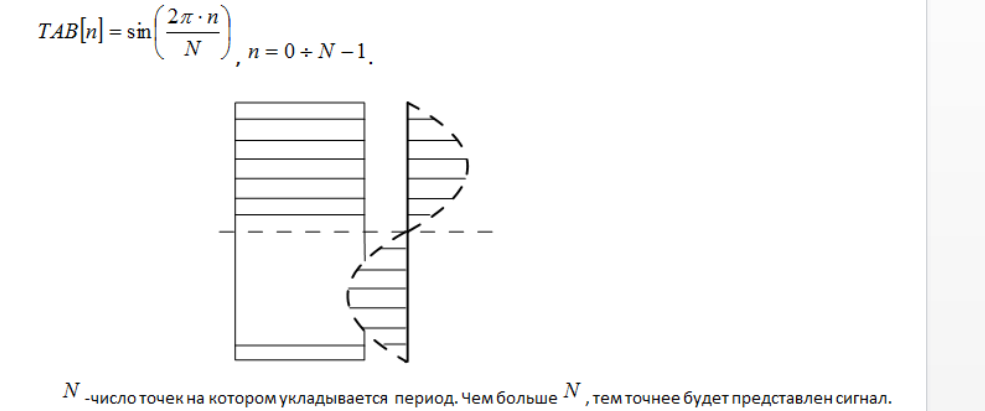 TAB[n] = sin(2π · n / N), n = 0 ÷ N − 1.
N -число точек на котором укладывается период. Чем больше N , тем точнее будет представлен сигнал.